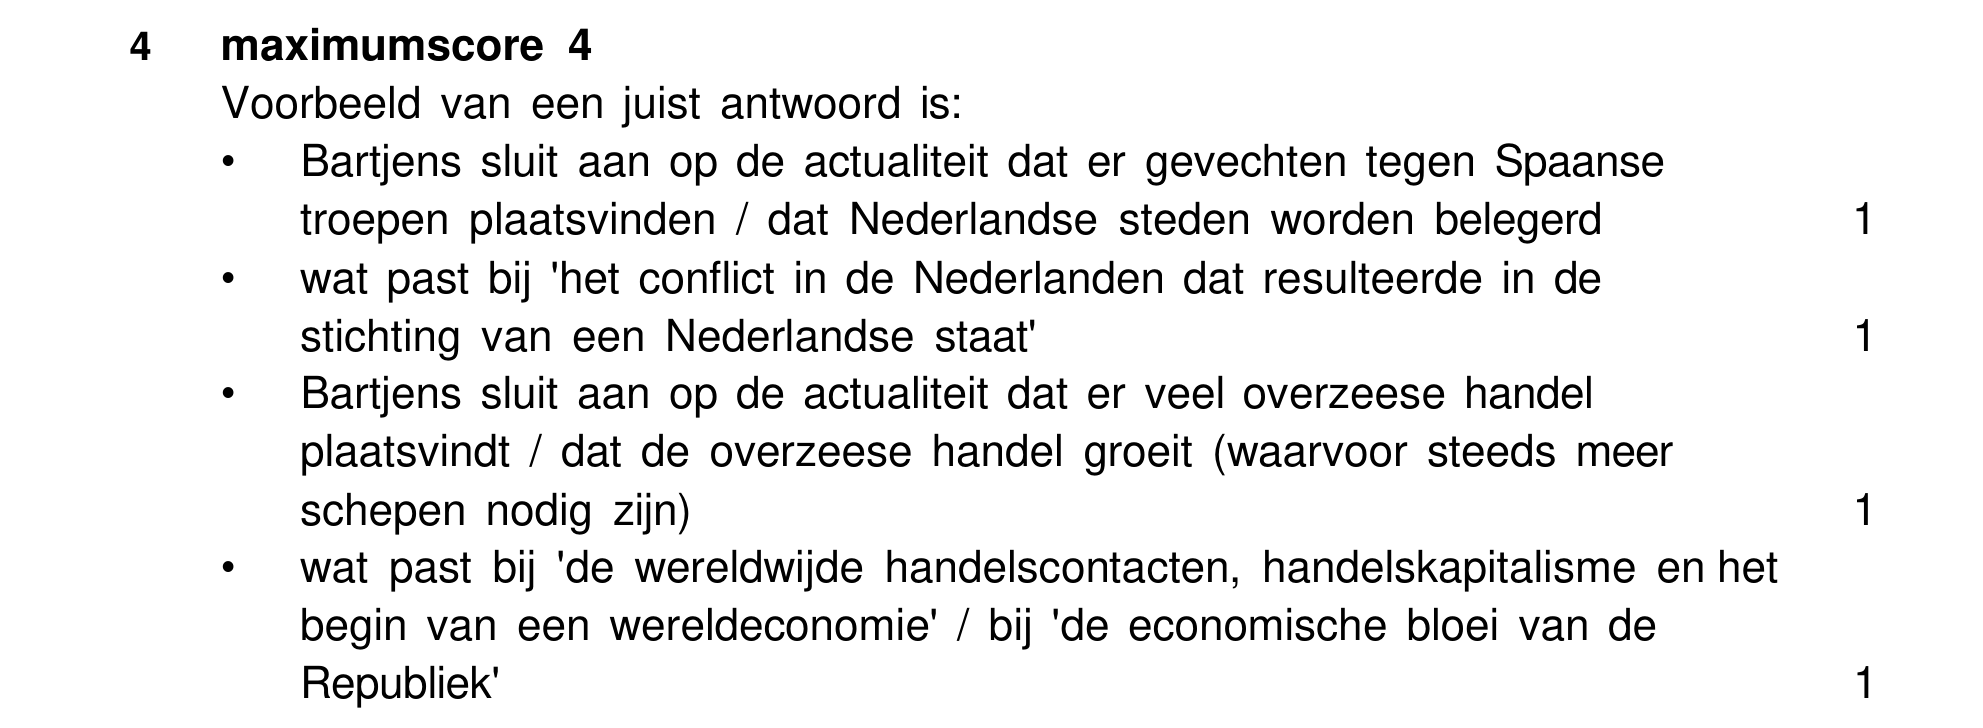 4 maximumscore 4
Voorbeeld van een juist antwoord is:
• Bartjens sluit aan op de actualiteit dat er gevechten tegen Spaanse
troepen plaatsvinden / dat Nederlandse steden worden belegerd 1
• wat past bij 'het conflict in de Nederlanden dat resulteerde in de
stichting van een Nederlandse staat' 1
• Bartjens sluit aan op de actualiteit dat er veel overzeese handel
plaatsvindt / dat de overzeese handel groeit (waarvoor steeds meer
schepen nodig zijn) 1
• wat past bij 'de wereldwijde handelscontacten, handelskapitalisme en het
begin van een wereldeconomie' / bij 'de economische bloei van de
Republiek' 1